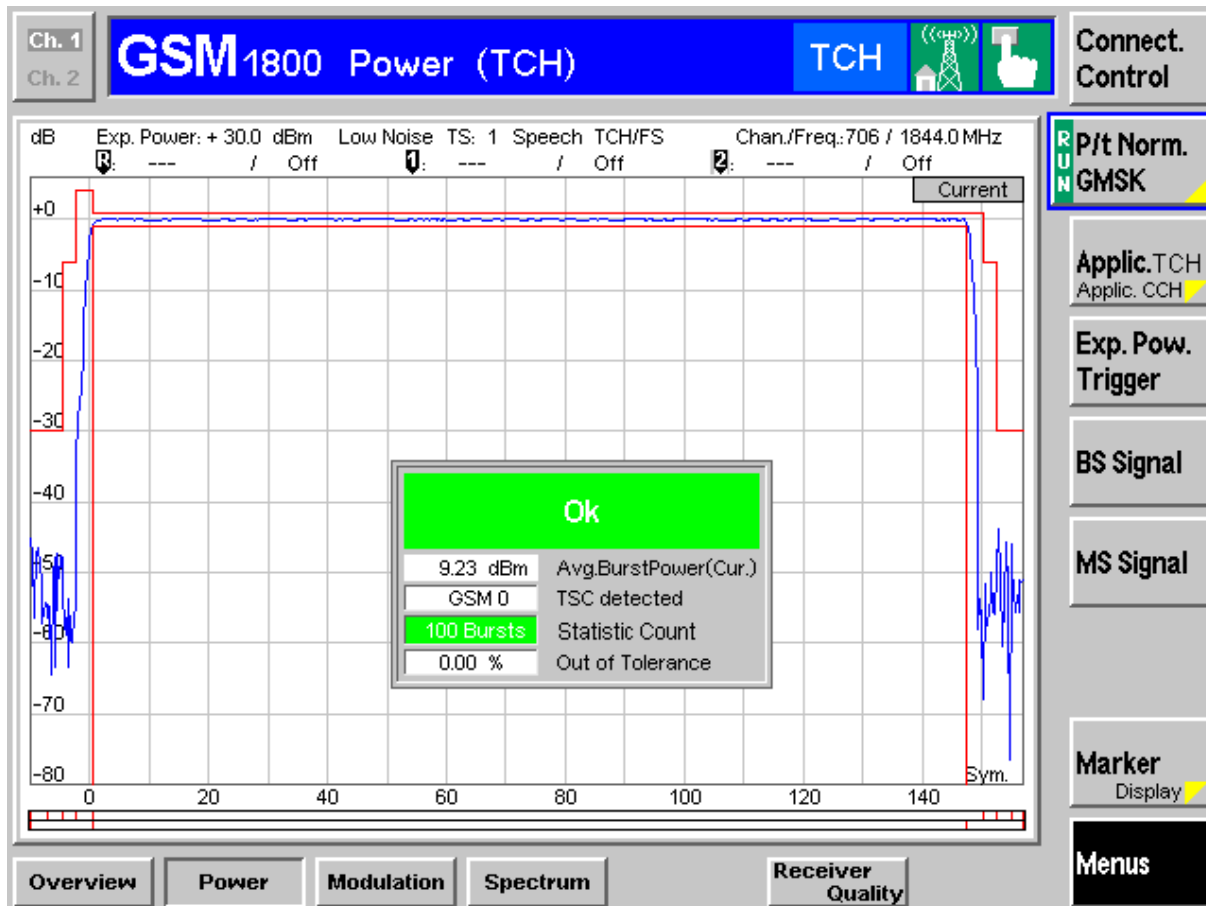 Ch. 1
Ch. 2
GSM1800 Power (TCH)
TCH
((▫))
Connect.
Control
dB Exp. Power: + 30.0 dBm Low Noise TS: 1 Speech TCH/FS Chan./Freq.:706 / 1844.0 MHz
R: --- / Off 1: --- / Off 2: --- / Off
Current
RUN
P/t Norm.
GMSK
Applic.TCH
Applic. CCH
Exp. Pow.
Trigger
BS Signal
MS Signal
Marker
Display
Menus
+0
-10
-20
-30
-40
-50
-60
-70
-80
Ok
9.23 dBm Avg.BurstPower(Cur.)
GSM 0 TSC detected
100 Bursts Statistic Count
0.00 % Out of Tolerance
Sym.
0 20 40 60 80 100 120 140
Overview
Power
Modulation
Spectrum
Receiver
Quality